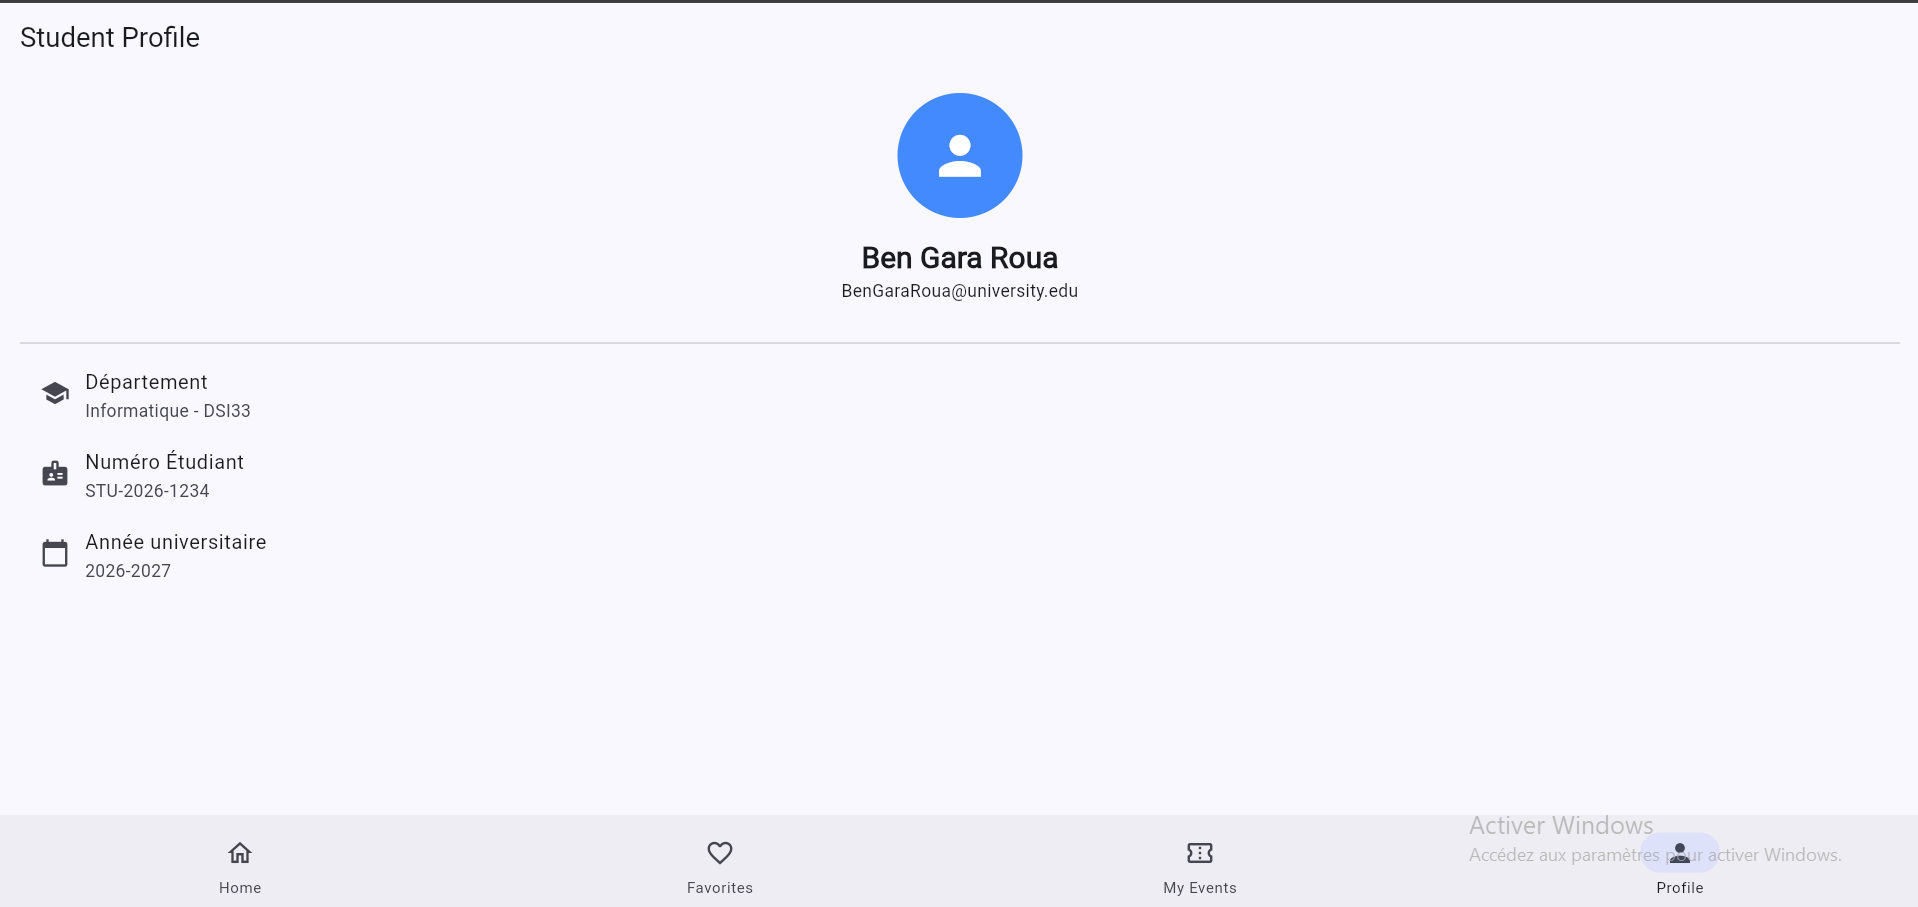 Student Profile
Ben Gara Roua
BenGaraRoua@university.edu
Département
Informatique - DSI33
Numéro Étudiant
STU-2026-1234
Année universitaire
2026-2027
Activer Windows
Accédez aux paramètres pour activer Windows.
Home
Favorites
My Events
Profile